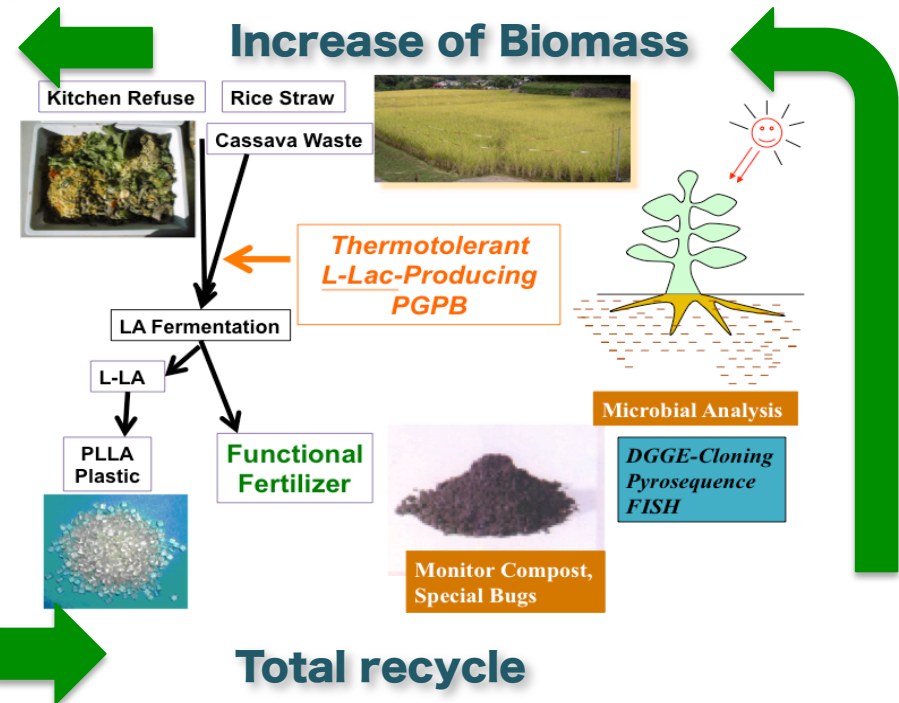 Increase of Biomass
Kitchen Refuse
Rice Straw
Cassava Waste
Thermotolerant
L-Lac-Producing
PGPB
LA Fermentation
L-LA
PLLA
Plastic
Functional
Fertilizer
Microbial Analysis
DGGE-Cloning
Pyrosequence
FISH
Monitor Compost,
Special Bugs
Total recycle